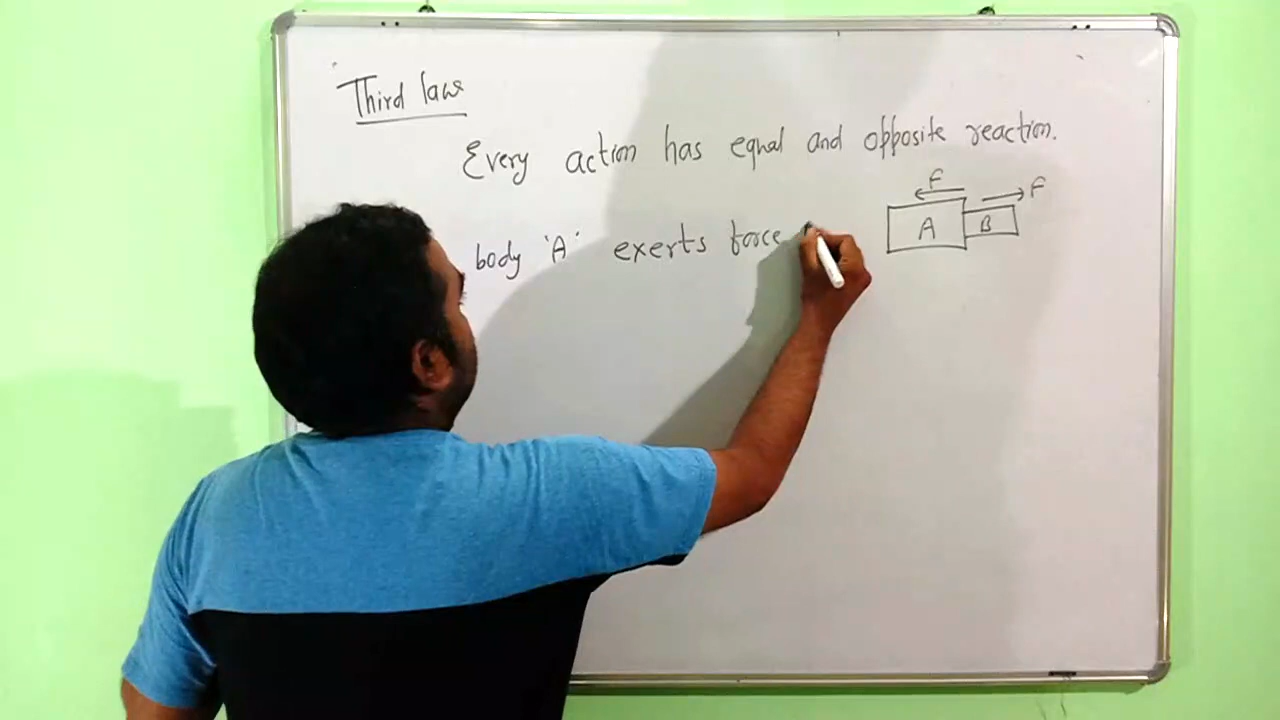 Third law
Every action has equal and opposite reaction.
F F
A B
body 'A' exerts force